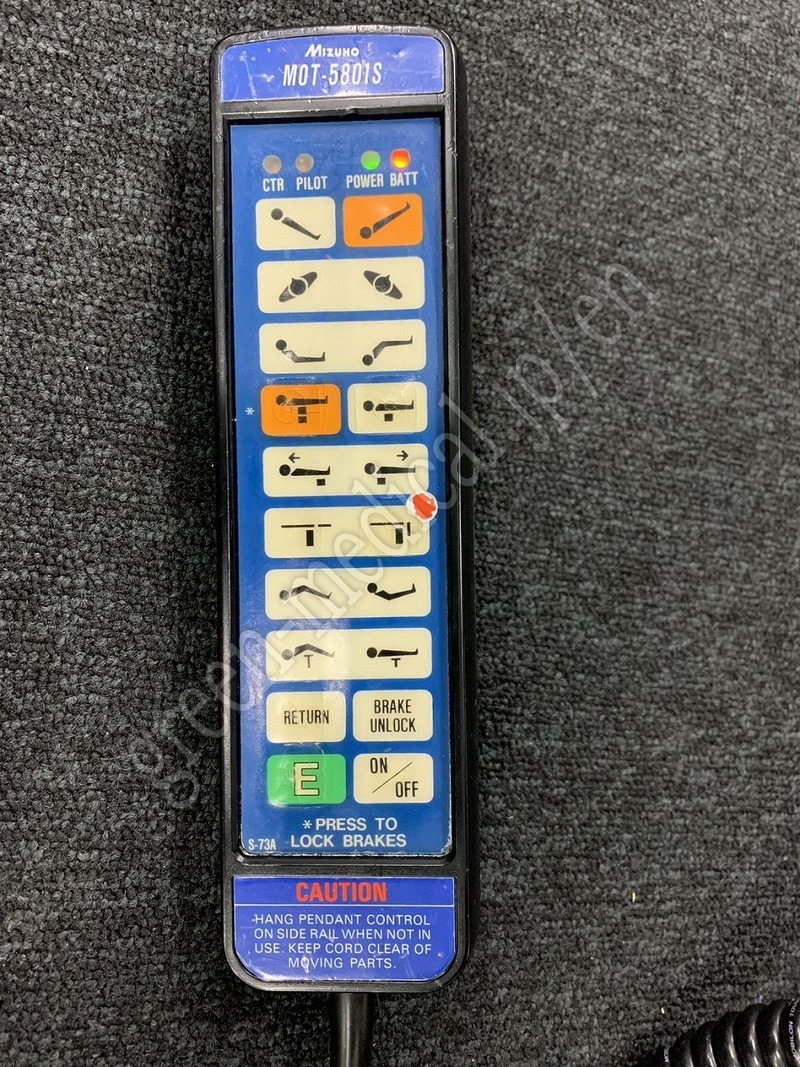 MIZUHO
MOT-5801S
CTR PILOT POWER BATT
*
RETURN
BRAKE
UNLOCK
E
ON
OFF
* PRESS TO
LOCK BRAKES
S-73A
CAUTION
HANG PENDANT CONTROL
ON SIDE RAIL WHEN NOT IN
USE. KEEP CORD CLEAR OF
MOVING PARTS.
green-medical.jp/en